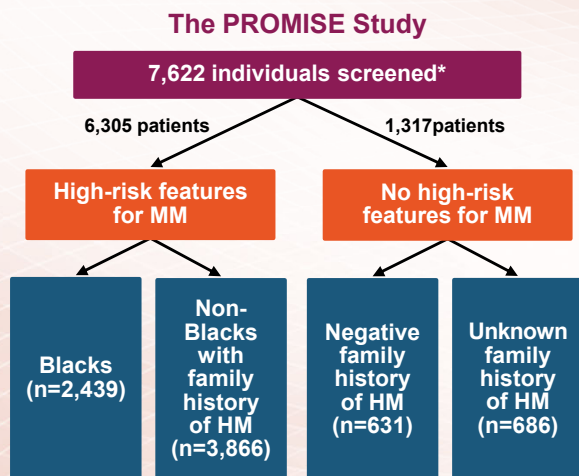 The PROMISE Study
7,622 individuals screened*
6,305 patients
1,317patients
High-risk features
for MM
No high-risk
features for MM
Blacks
(n=2,439)
Non-
Blacks
with
family
history
of HM
(n=3,866)
Negative
family
history
of HM
(n=631)
Unknown
family
history
of HM
(n=686)